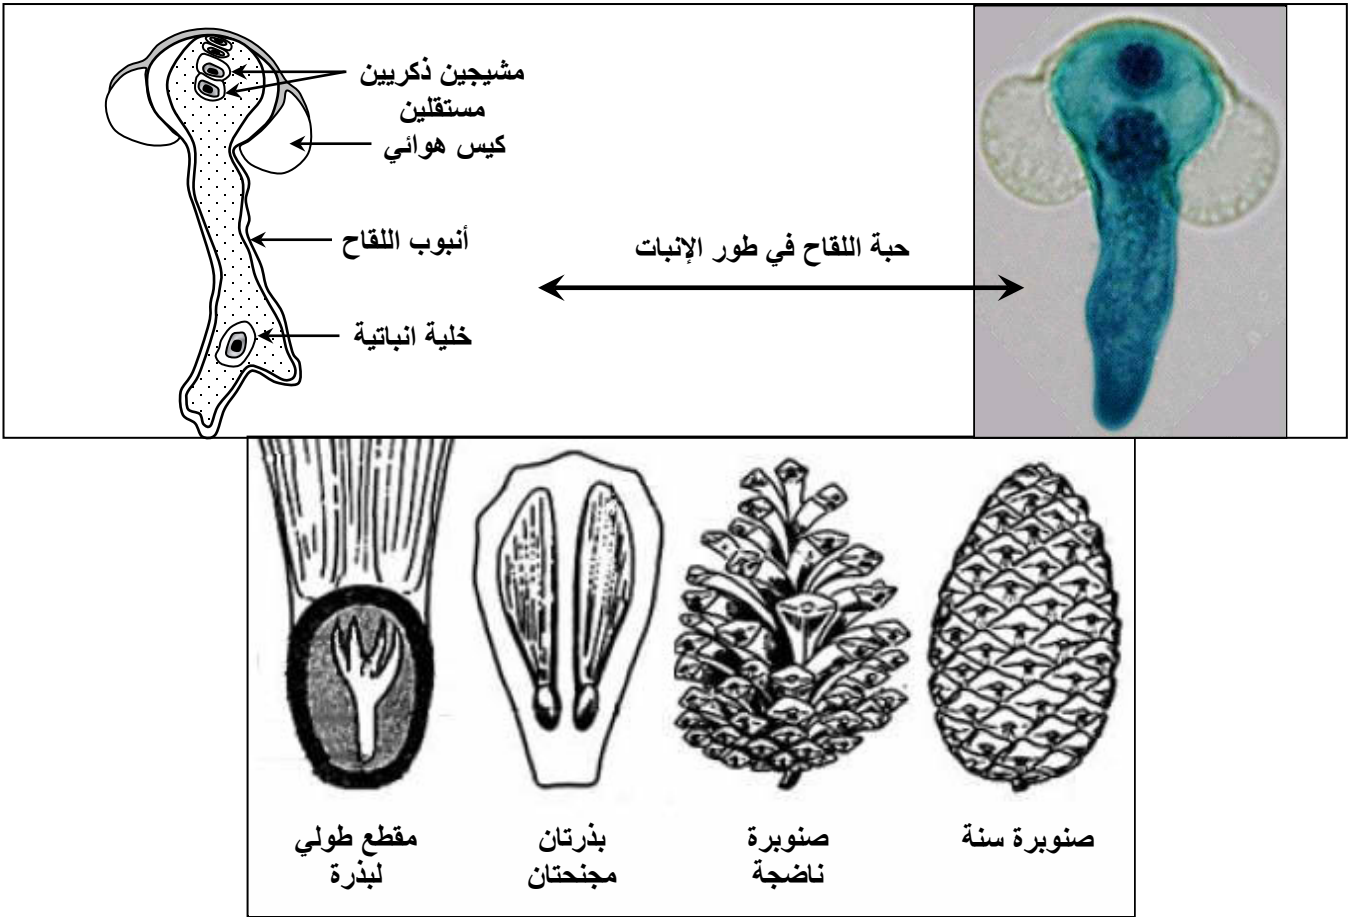 مشيجين ذكريين
مستقلين
كيس هوائي
أنبوب اللقاح
حبة اللقاح في طور الإنبات
خلية انباتية
صنوبرة سنة
صنوبرة
ناضجة
بذرتان
مجنحتان
مقطع طولي
لبذرة